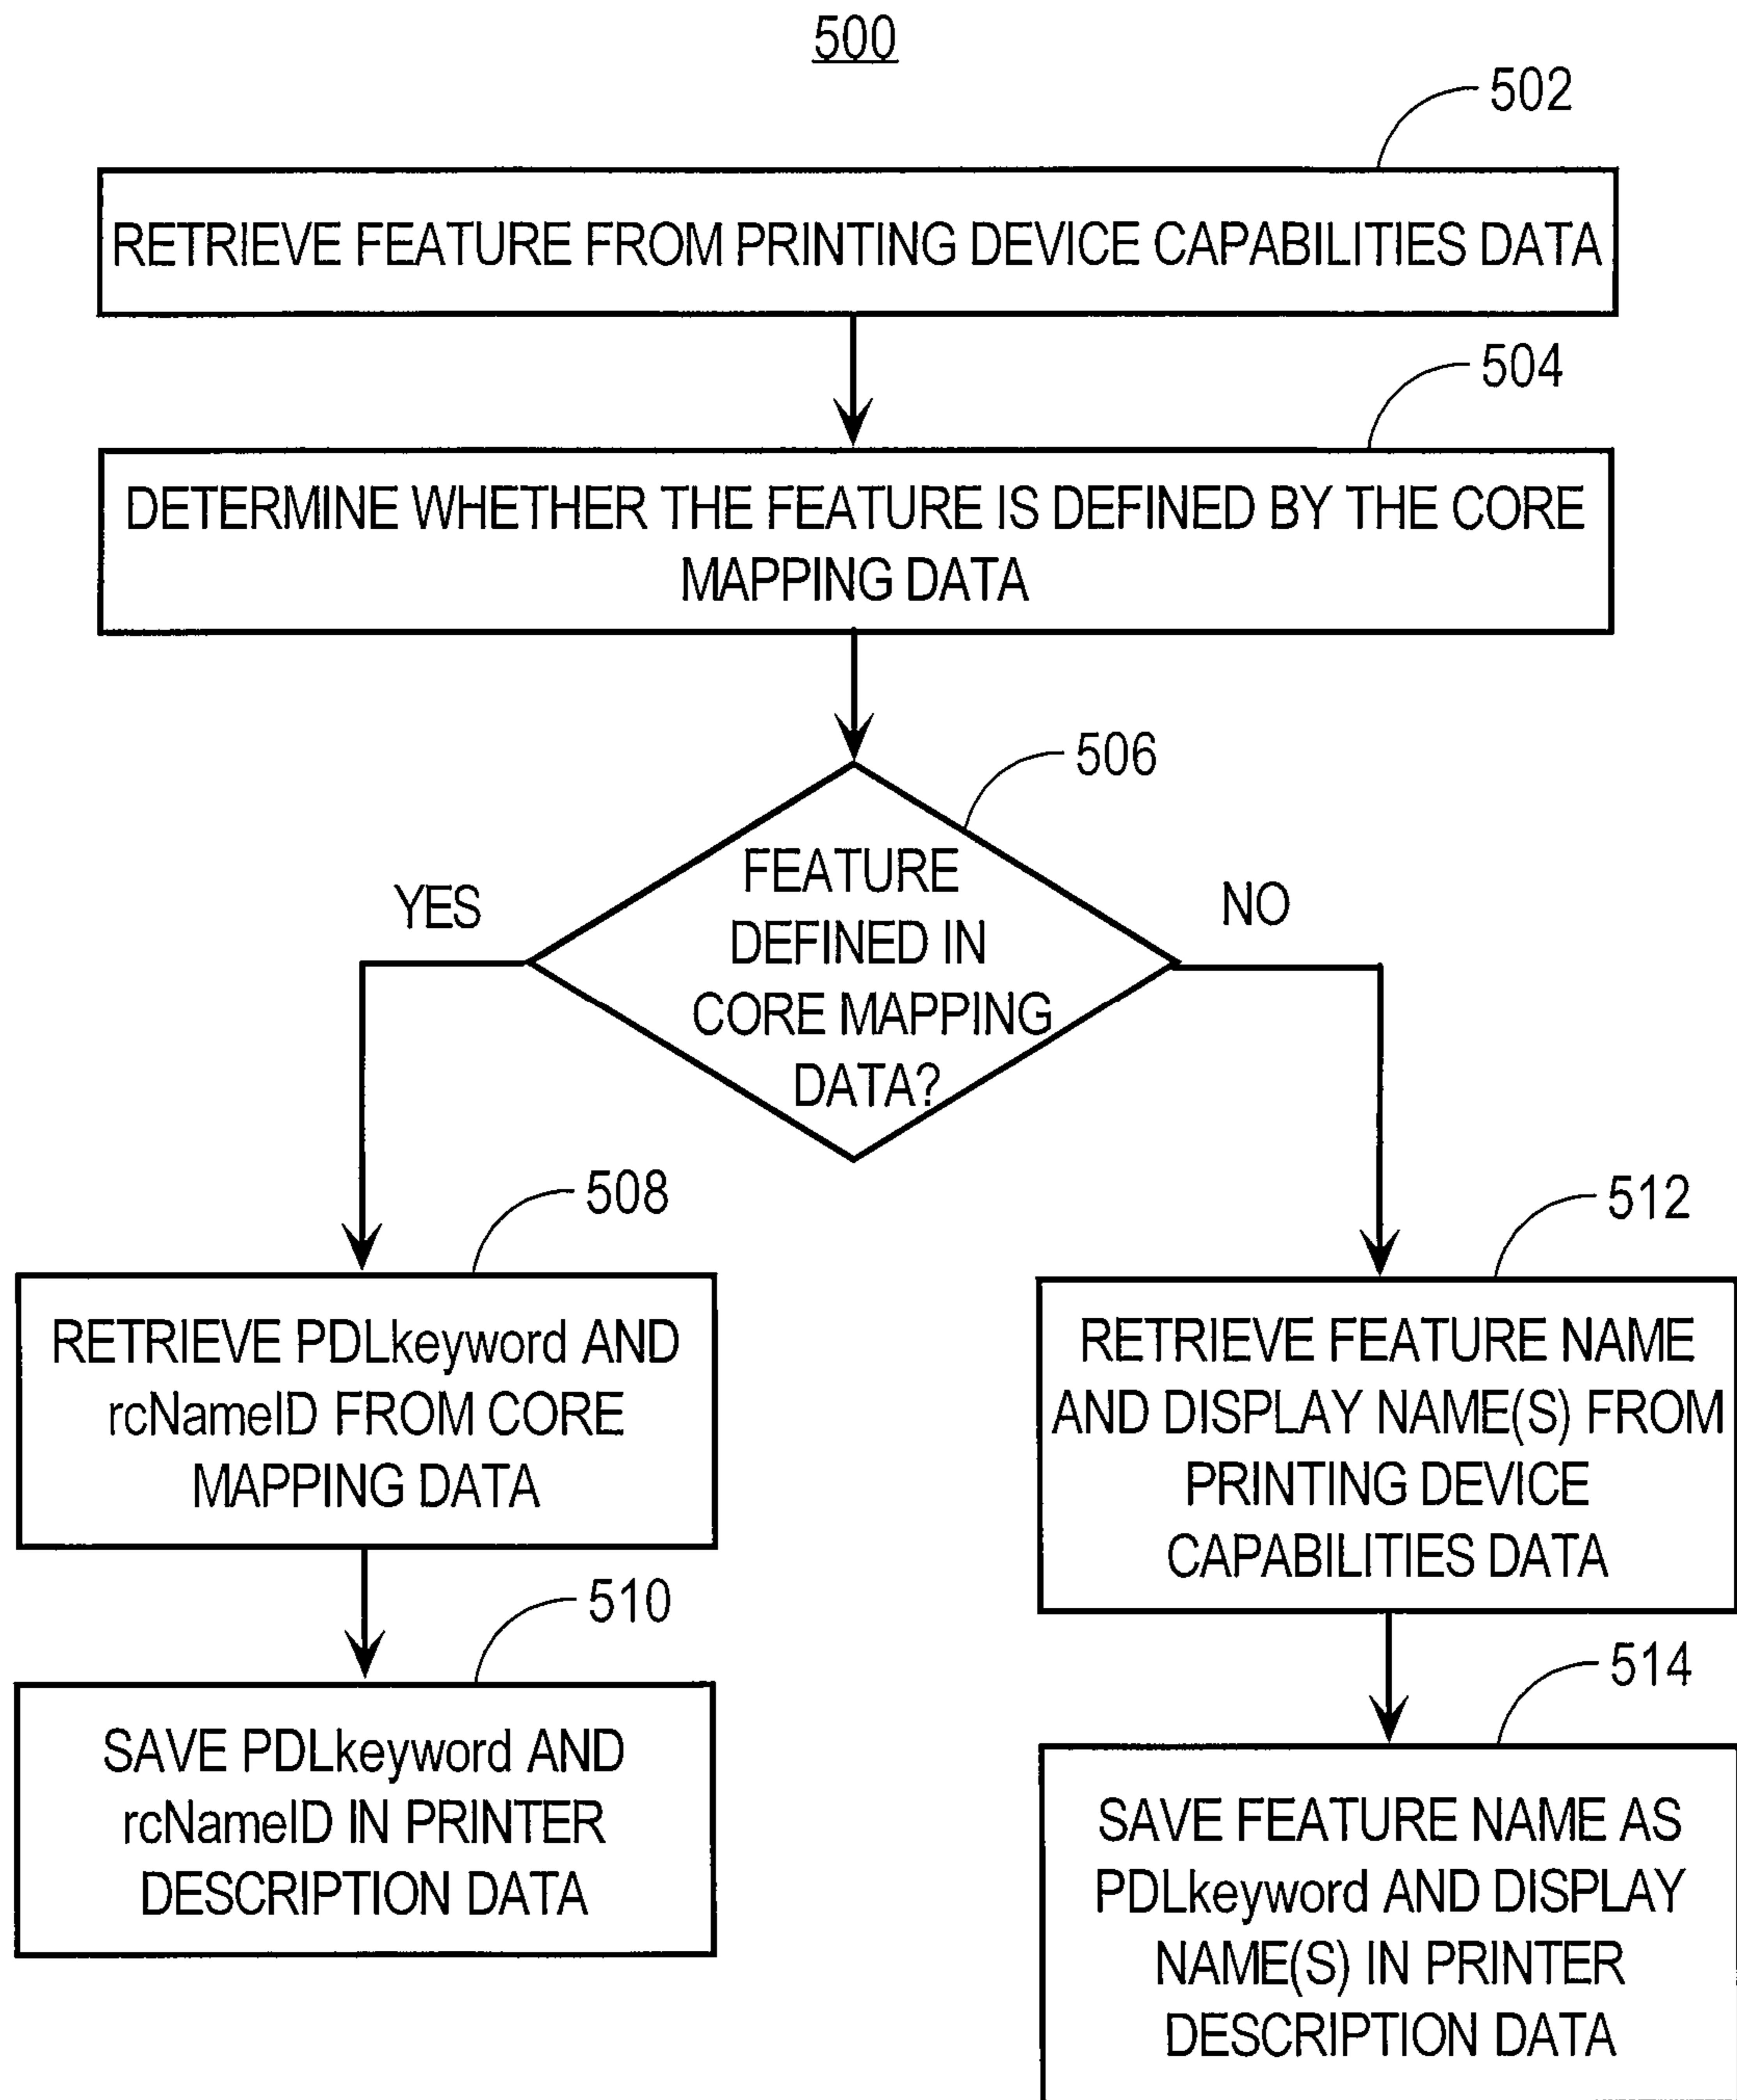 500
502
RETRIEVE FEATURE FROM PRINTING DEVICE CAPABILITIES DATA
504
DETERMINE WHETHER THE FEATURE IS DEFINED BY THE CORE
MAPPING DATA
506
FEATURE
DEFINED IN
CORE MAPPING
DATA?
YES
NO
508
RETRIEVE PDLkeyword AND
rcNameID FROM CORE
MAPPING DATA
510
SAVE PDLkeyword AND
rcNameID IN PRINTER
DESCRIPTION DATA
512
RETRIEVE FEATURE NAME
AND DISPLAY NAME(S) FROM
PRINTING DEVICE
CAPABILITIES DATA
514
SAVE FEATURE NAME AS
PDLkeyword AND DISPLAY
NAME(S) IN PRINTER
DESCRIPTION DATA